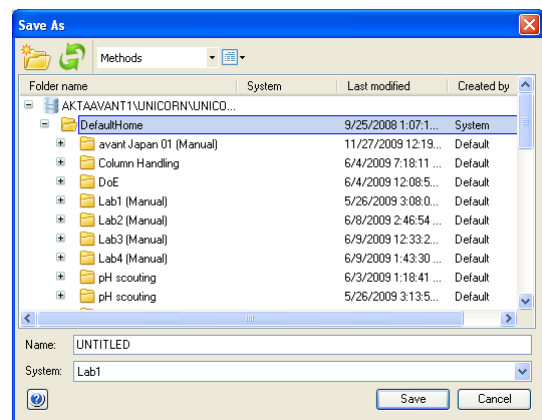 Save As
Methods
Folder name System Last modified Created by
AKTAAVANT1\UNICORN\UNICO...
DefaultHome 9/25/2008 1:07:1... System
avant Japan 01 (Manual) 11/27/2009 12:19... Default
Column Handling 6/4/2009 7:18:11 ... Default
DoE 6/4/2009 12:08:5... Default
Lab1 (Manual) 5/26/2009 3:08:0... Default
Lab2 (Manual) 6/8/2009 2:46:54 ... Default
Lab3 (Manual) 6/9/2009 12:33:2... Default
Lab4 (Manual) 6/9/2009 1:43:30 ... Default
pH scouting 6/3/2009 1:18:41 ... Default
pH scouting 5/26/2009 3:13:5... Default
Name: UNTITLED
System: Lab1
Save Cancel